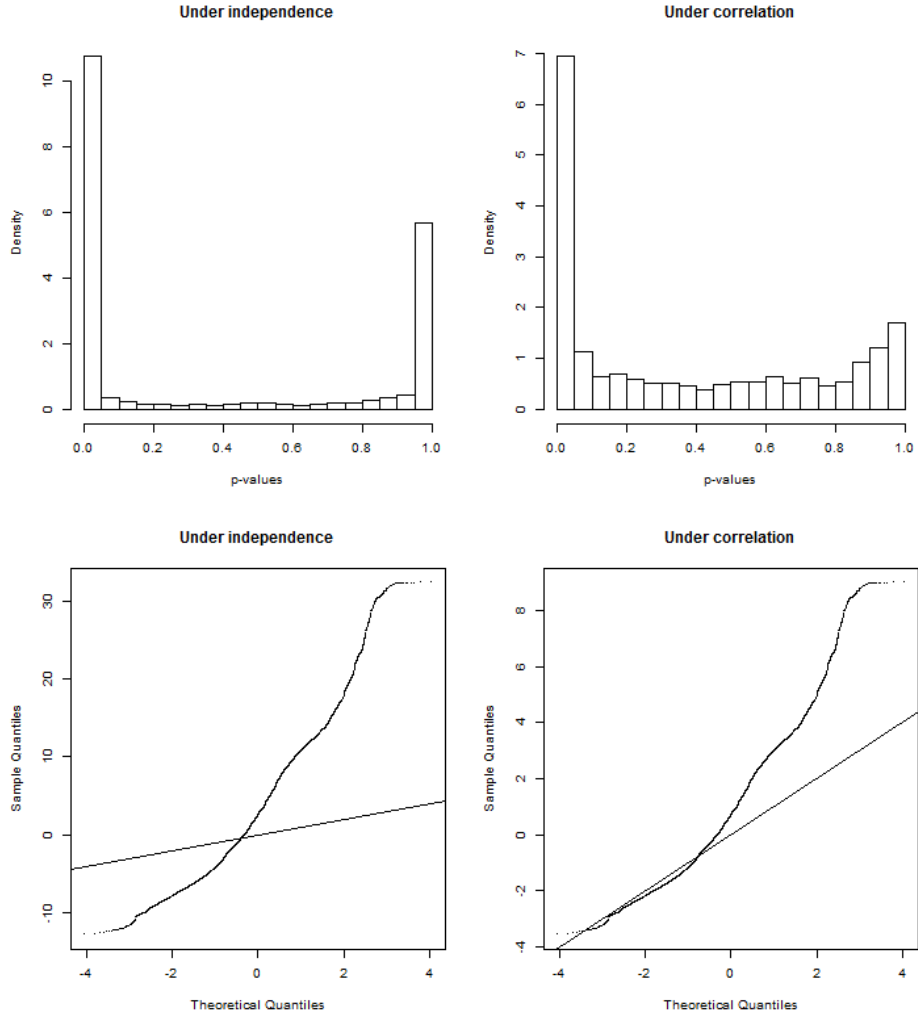 Under independence
Under correlation
10
8
6
4
2
0
Density
0.0 0.2 0.4 0.6 0.8 1.0
p-values
7
6
5
4
3
2
1
0
Density
0.0 0.2 0.4 0.6 0.8 1.0
p-values
Under independence
Under correlation
30
20
10
0
-10
Sample Quantiles
-4 -2 0 2 4
Theoretical Quantiles
8
6
4
2
0
-2
-4
Sample Quantiles
-4 -2 0 2 4
Theoretical Quantiles